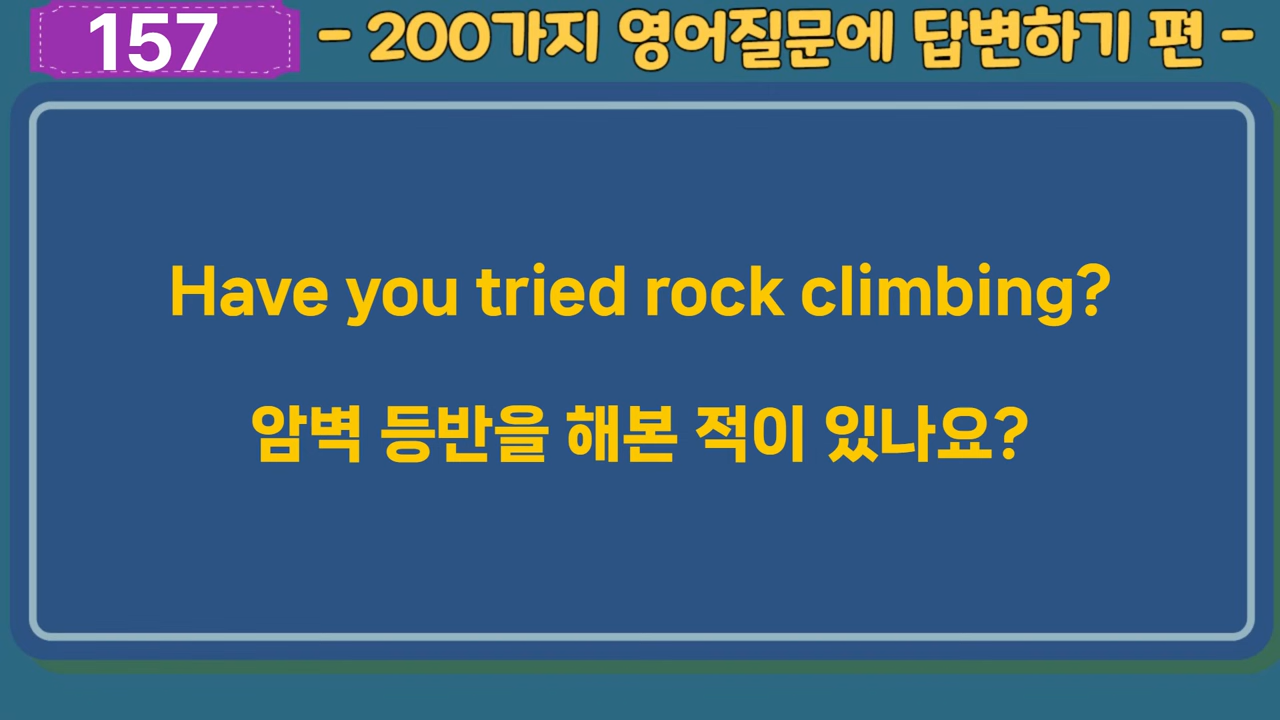 157
- 200가지 영어질문에 답변하기 편 -
Have you tried rock climbing?
암벽 등반을 해본 적이 있나요?